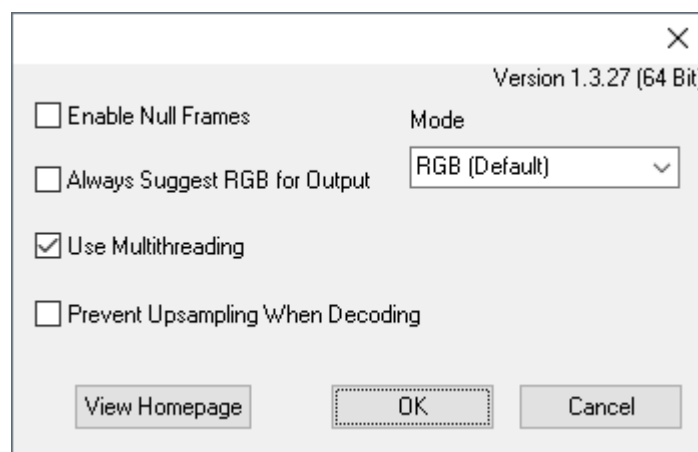 Version 1.3.27 (64 Bit)
Enable Null Frames
Mode
Always Suggest RGB for Output
RGB (Default)
Use Multithreading
Prevent Upsampling When Decoding
View Homepage
OK
Cancel